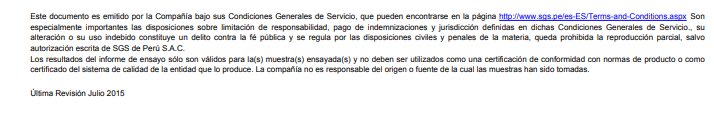 Este documento es emitido por la Compañía bajo sus Condiciones Generales de Servicio, que pueden encontrarse en la página http://www.sgs.pe/es-ES/Terms-and-Conditions.aspx Son
especialmente importantes las disposiciones sobre limitación de responsabilidad, pago de indemnizaciones y jurisdicción definidas en dichas Condiciones Generales de Servicio., su
alteración o su uso indebido constituye un delito contra la fé pública y se regula por las disposiciones civiles y penales de la materia, queda prohibida la reproducción parcial, salvo
autorización escrita de SGS de Perú S.A.C.
Los resultados del informe de ensayo sólo son válidos para la(s) muestra(s) ensayada(s) y no deben ser utilizados como una certificación de conformidad con normas de producto o como
certificado del sistema de calidad de la entidad que lo produce. La compañía no es responsable del origen o fuente de la cual las muestras han sido tomadas.
Última Revisión Julio 2015